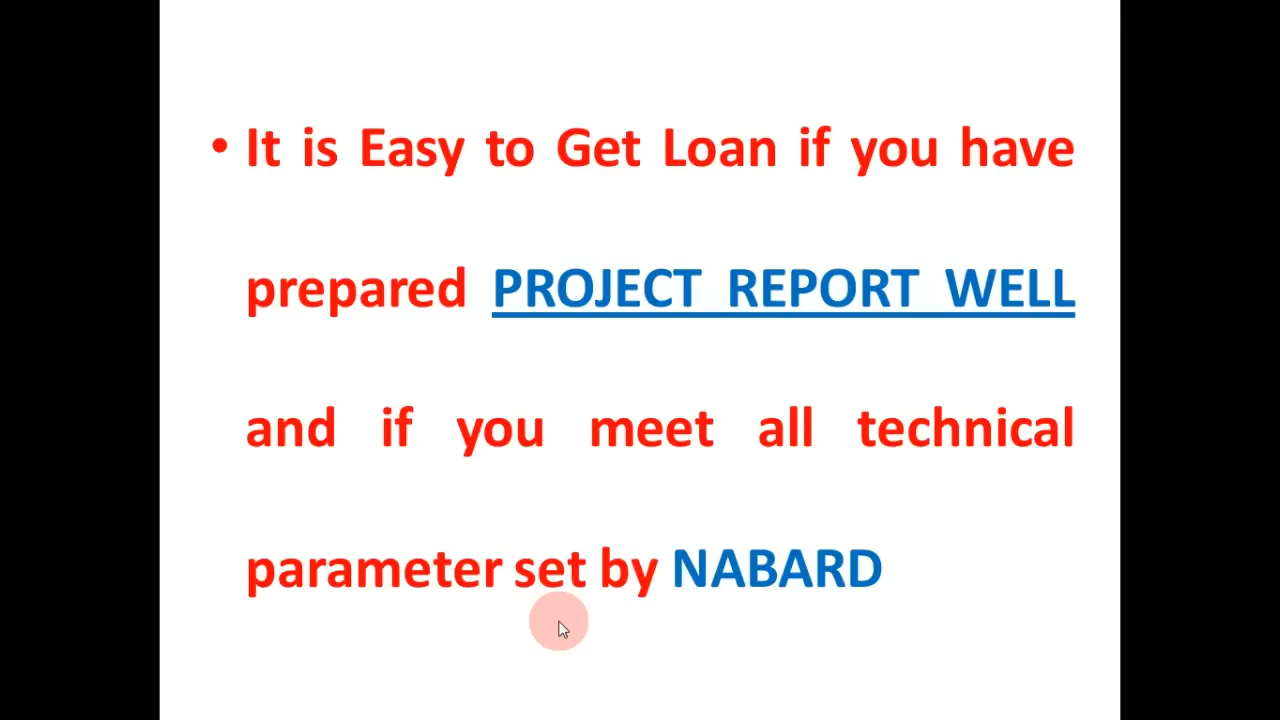 • It is Easy to Get Loan if you have
prepared PROJECT REPORT WELL
and if you meet all technical
parameter set by NABARD